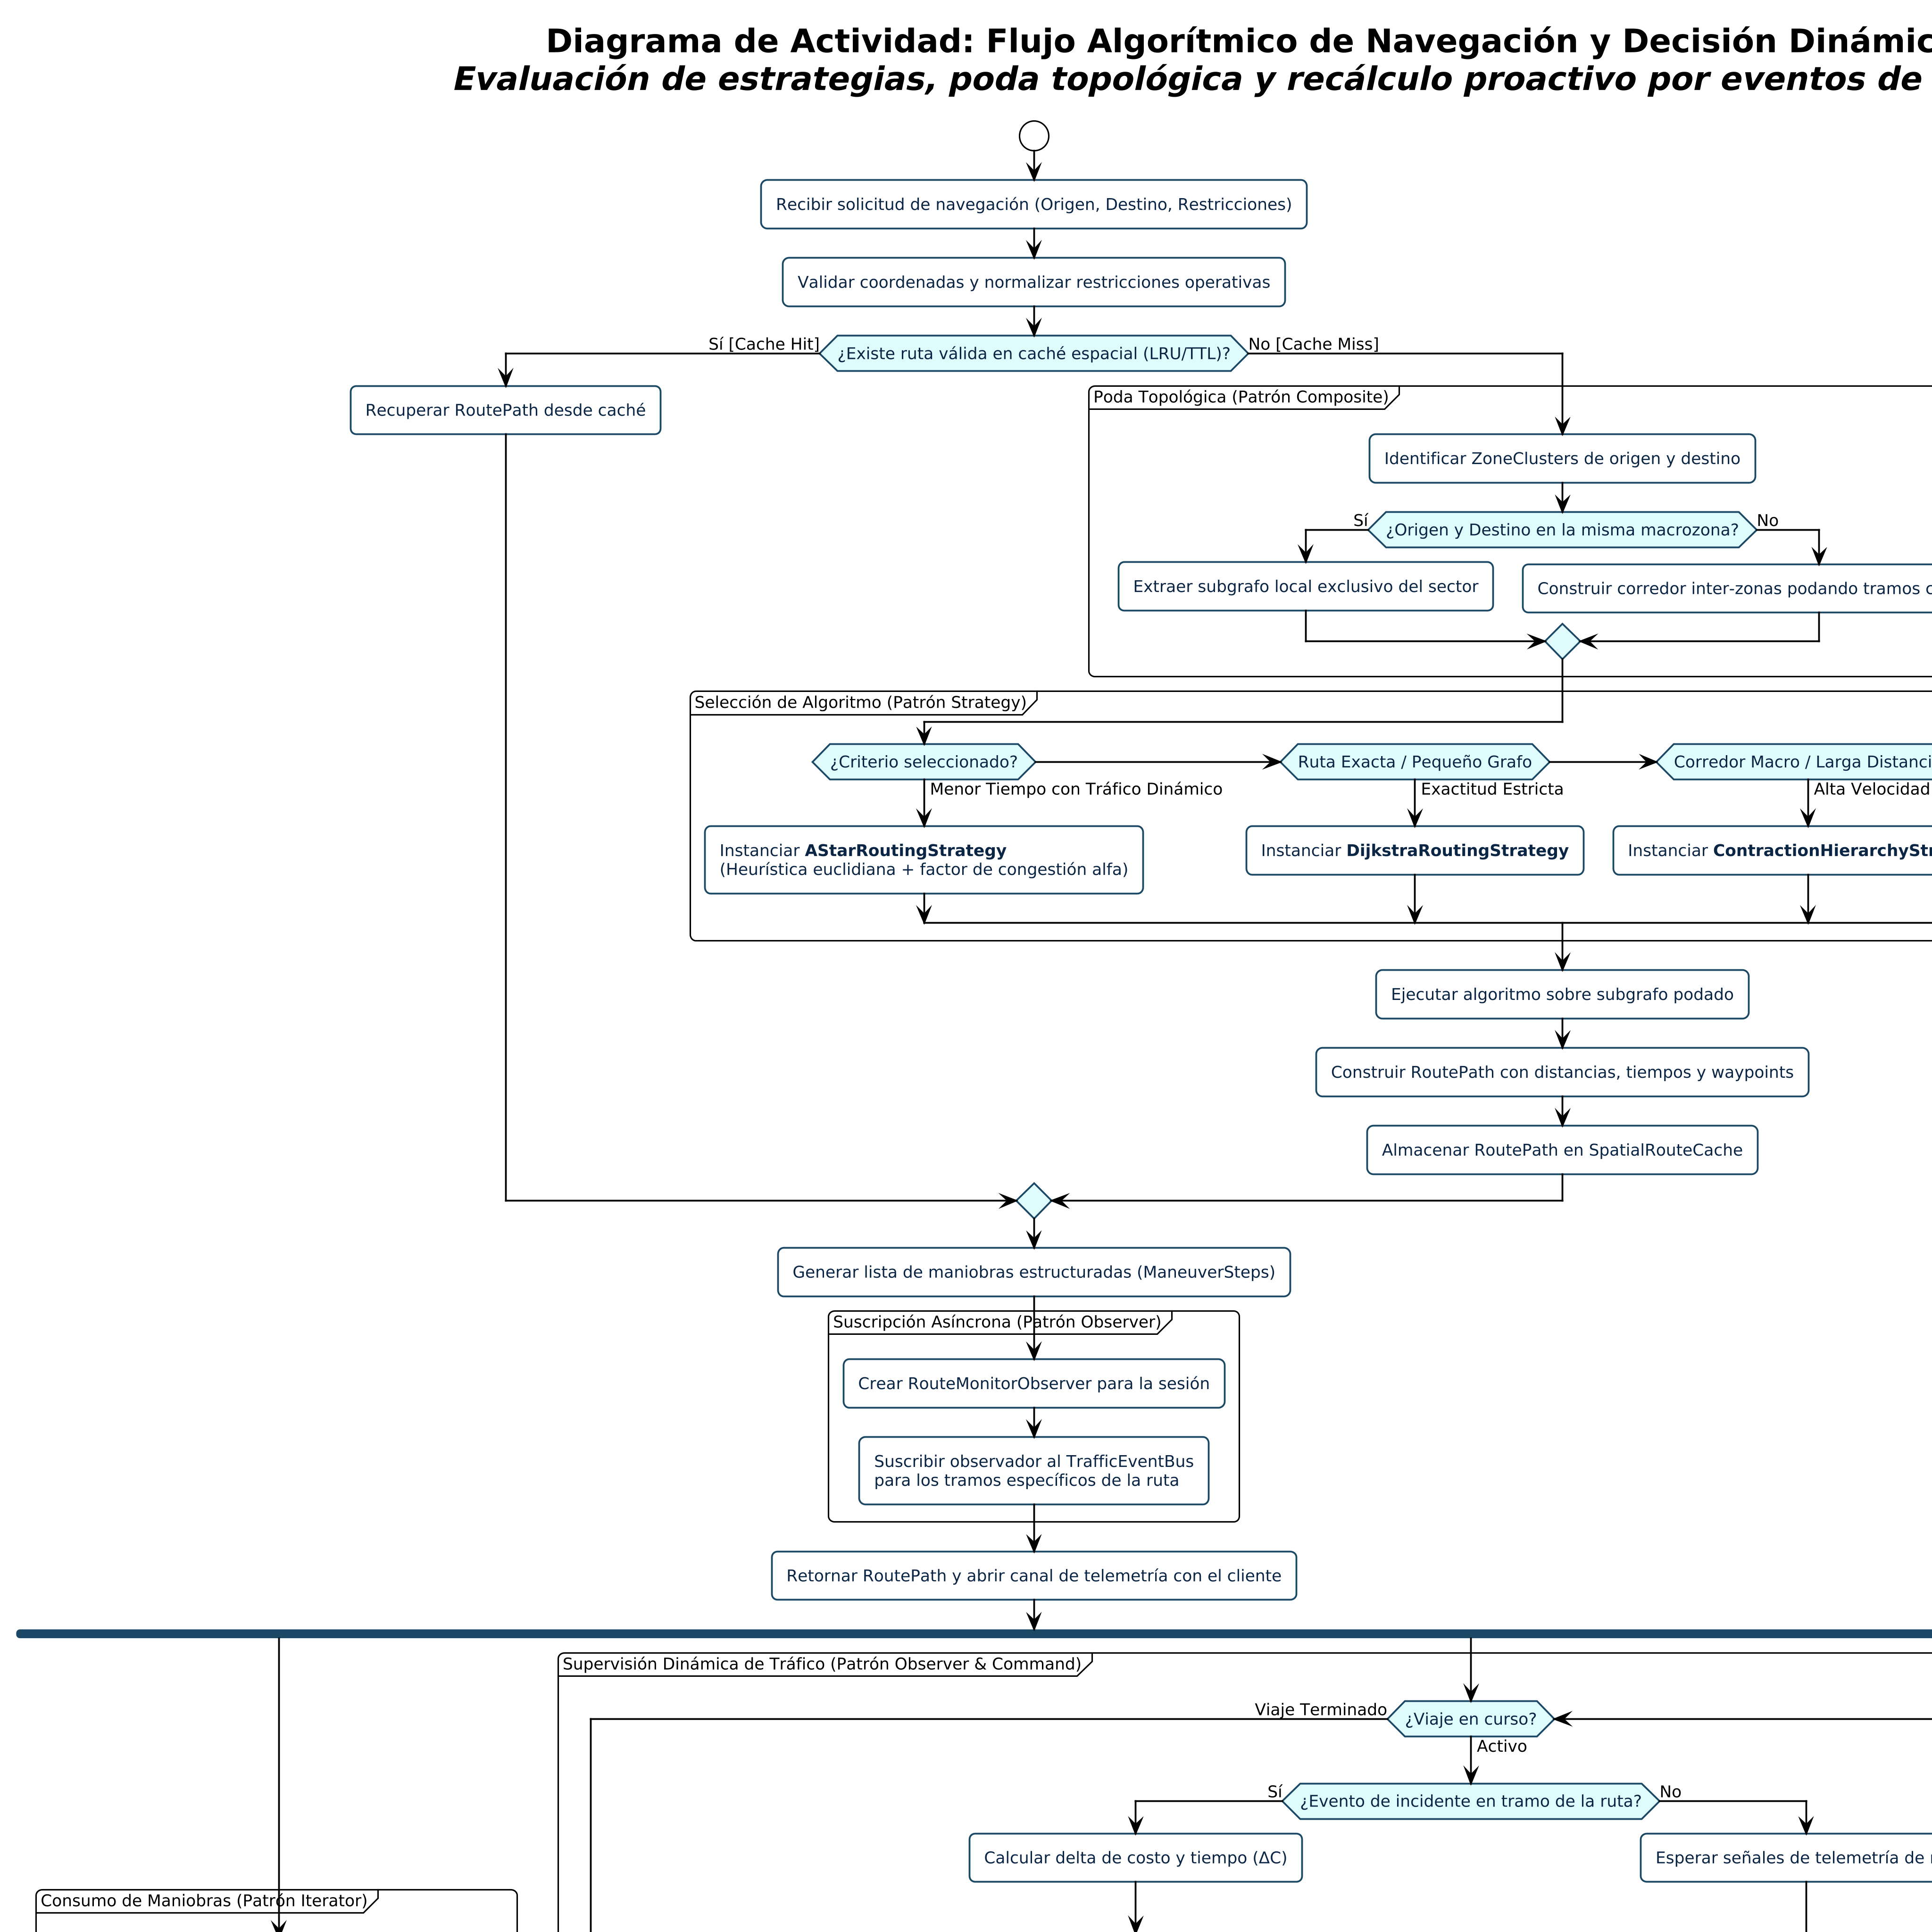 Diagrama de Actividad: Flujo Algorítmico de Navegación y Decisión
Evaluación de estrategias, poda topológica y recálculo proactivo por eventos de
Recibir solicitud de navegación (Origen, Destino, Restricciones)
Validar coordenadas y normalizar restricciones operativas
Sí [Cache Hit]
¿Existe ruta válida en caché espacial (LRU/TTL)?
No [Cache Miss]
Recuperar RoutePath desde caché
Poda Topológica (Patrón Composite)
Identificar ZoneClusters de origen y destino
Sí
¿Origen y Destino en la misma macrozona?
No
Extraer subgrafo local exclusivo del sector
Construir corredor inter-zonas podando tramos
Selección de Algoritmo (Patrón Strategy)
¿Criterio seleccionado?
Ruta Exacta / Pequeño Grafo
Corredor Macro / Larga
Menor Tiempo con Tráfico Dinámico
Exactitud Estricta
Alta Velocidad
Instanciar AStarRoutingStrategy
(Heurística euclidiana + factor de congestión alfa)
Instanciar DijkstraRoutingStrategy
Instanciar
Ejecutar algoritmo sobre subgrafo podado
Construir RoutePath con distancias, tiempos y waypoints
Almacenar RoutePath en SpatialRouteCache
Generar lista de maniobras estructuradas (ManeuverSteps)
Suscripción Asíncrona (Patrón Observer)
Crear RouteMonitorObserver para la sesión
Suscribir observador al TrafficEventBus
para los tramos específicos de la ruta
Retornar RoutePath y abrir canal de telemetría con el cliente
Supervisión Dinámica de Tráfico (Patrón Observer & Command)
Viaje Terminado
¿Viaje en curso?
Activo
Sí
¿Evento de incidente en tramo de la ruta?
No
Calcular delta de costo y tiempo (ΔC)
Esperar señales de telemetría de
Consumo de Maniobras (Patrón Iterator)